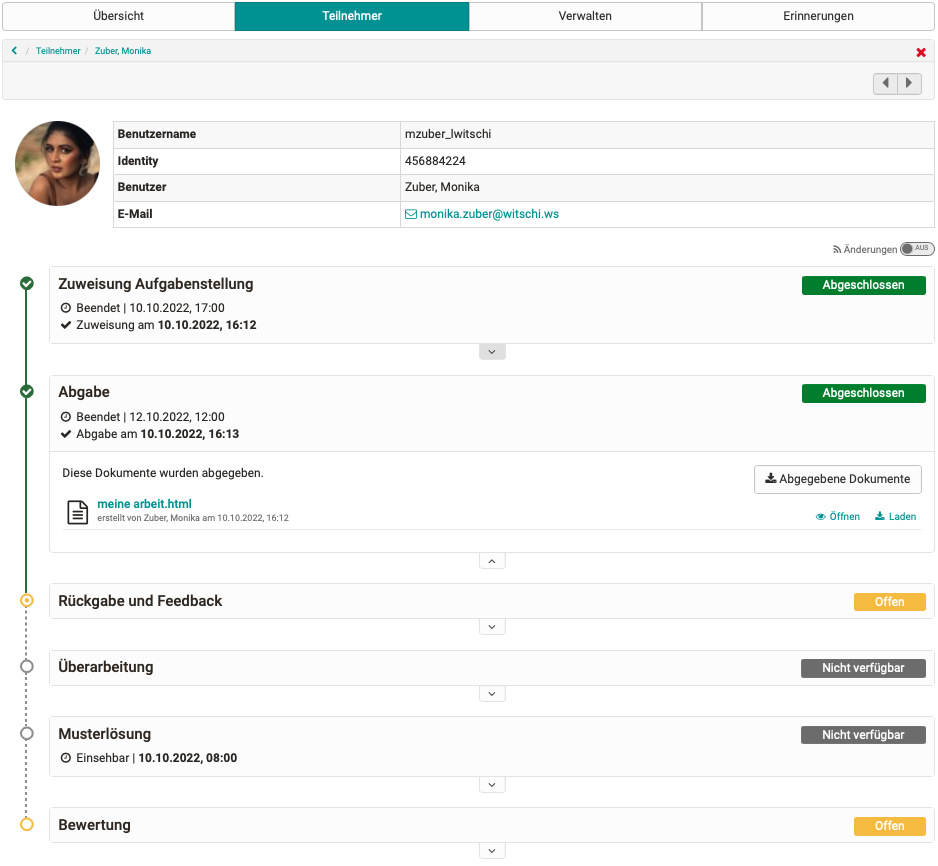 Übersicht Teilnehmer Verwalten Erinnerungen
/ Teilnehmer / Zuber, Monika
Benutzername mzuber_lwitschi
Identity 456884224
Benutzer Zuber, Monika
E-Mail monika.zuber@witschi.ws
Änderungen AUS
Zuweisung Aufgabenstellung Abgeschlossen
Beendet | 10.10.2022, 17:00
Zuweisung am 10.10.2022, 16:12
Abgabe Abgeschlossen
Beendet | 12.10.2022, 12:00
Abgabe am 10.10.2022, 16:13
Diese Dokumente wurden abgegeben.
Abgegebene Dokumente
meine arbeit.html
erstellt von Zuber, Monika am 10.10.2022, 16:12
Öffnen Laden
Rückgabe und Feedback Offen
Überarbeitung Nicht verfügbar
Musterlösung Nicht verfügbar
Einsehbar | 10.10.2022, 08:00
Bewertung Offen